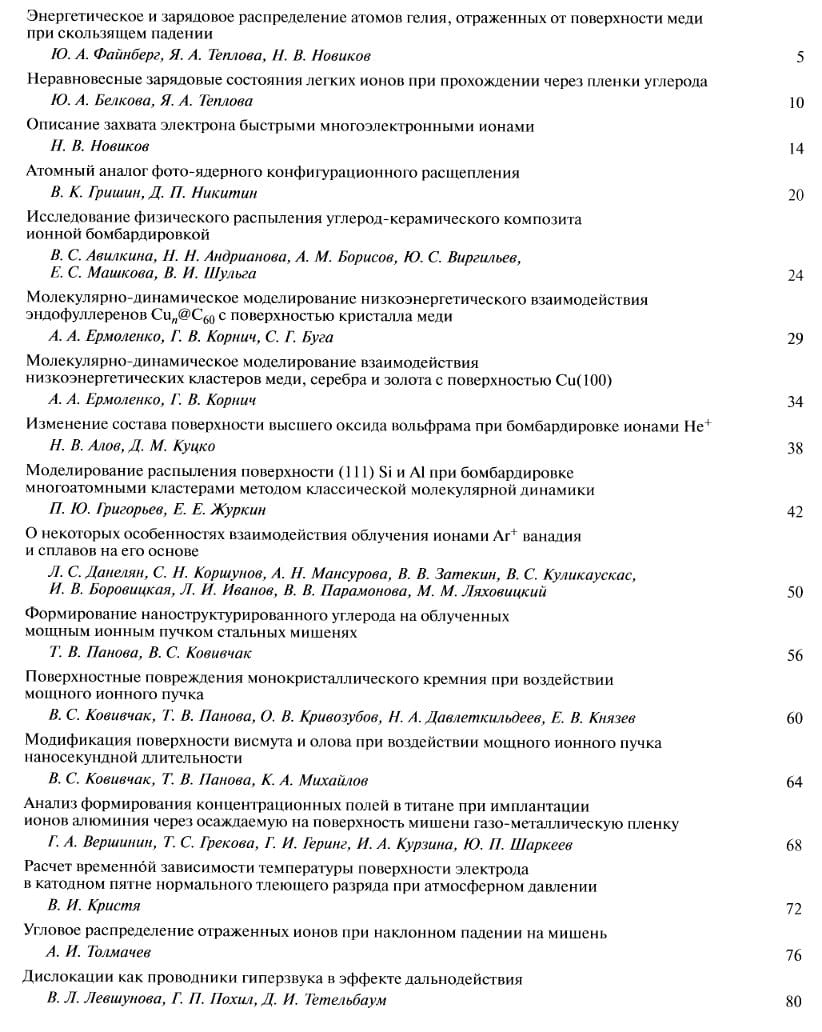 Энергетическое и зарядовое распределение атомов гелия, отраженных от поверхности меди
при скользящем падении
Ю. А. Файнберг, Я. А. Теплова, Н. В. Новиков 5
Неравновесные зарядовые состояния легких ионов при прохождении через пленки углерода
Ю. А. Белкова, Я. А. Теплова 10
Описание захвата электрона быстрыми многоэлектронными ионами
Н. В. Новиков 14
Атомный аналог фото-ядерного конфигурационного расщепления
В. К. Гришин, Д. П. Никитин 20
Исследование физического распыления углерод-керамического композита
ионной бомбардировкой
В. С. Авилкина, Н. Н. Андрианова, А. М. Борисов, Ю. С. Виргильев,
Е. С. Машкова, В. И. Шульга 24
Молекулярно-динамическое моделирование низкоэнергетического взаимодействия
эндофуллеренов Cuₙ@C₆₀ с поверхностью кристалла меди
А. А. Ермоленко, Г. В. Корнич, С. Г. Буга 29
Молекулярно-динамическое моделирование взаимодействия
низкоэнергетических кластеров меди, серебра и золота с поверхностью Cu(100)
А. А. Ермоленко, Г. В. Корнич 34
Изменение состава поверхности высшего оксида вольфрама при бомбардировке ионами He⁺
Н. В. Алов, Д. М. Куцко 38
Моделирование распыления поверхности (111) Si и Al при бомбардировке
многоатомными кластерами методом классической молекулярной динамики
П. Ю. Григорьев, Е. Е. Журкин 42
О некоторых особенностях взаимодействия облучения ионами Ar⁺ ванадия
и сплавов на его основе
Л. С. Данелян, С. Н. Коршунов, А. Н. Мансурова, В. В. Затекин, В. С. Куликаускас,
И. В. Боровицкая, Л. И. Иванов, В. В. Парамонова, М. М. Ляховицкий 50
Формирование наноструктурированного углерода на облученных
мощным ионным пучком стальных мишенях
Т. В. Панова, В. С. Ковивчак 56
Поверхностные повреждения монокристаллического кремния при воздействии
мощного ионного пучка
В. С. Ковивчак, Т. В. Панова, О. В. Кривозубов, Н. А. Давлеткильдеев, Е. В. Князев 60
Модификация поверхности висмута и олова при воздействии мощного ионного пучка
наносекундной длительности
В. С. Ковивчак, Т. В. Панова, К. А. Михайлов 64
Анализ формирования концентрационных полей в титане при имплантации
ионов алюминия через осаждаемую на поверхность мишени газо-металлическую пленку
Г. А. Вершинин, Т. С. Грекова, Г. И. Геринг, И. А. Курзина, Ю. П. Шаркеев 68
Расчет временно́й зависимости температуры поверхности электрода
в катодном пятне нормального тлеющего разряда при атмосферном давлении
В. И. Кристя 72
Угловое распределение отраженных ионов при наклонном падении на мишень
А. И. Толмачев 76
Дислокации как проводники гиперзвука в эффекте дальнодействия
В. Л. Левшунова, Г. П. Похил, Д. И. Тетельбаум 80